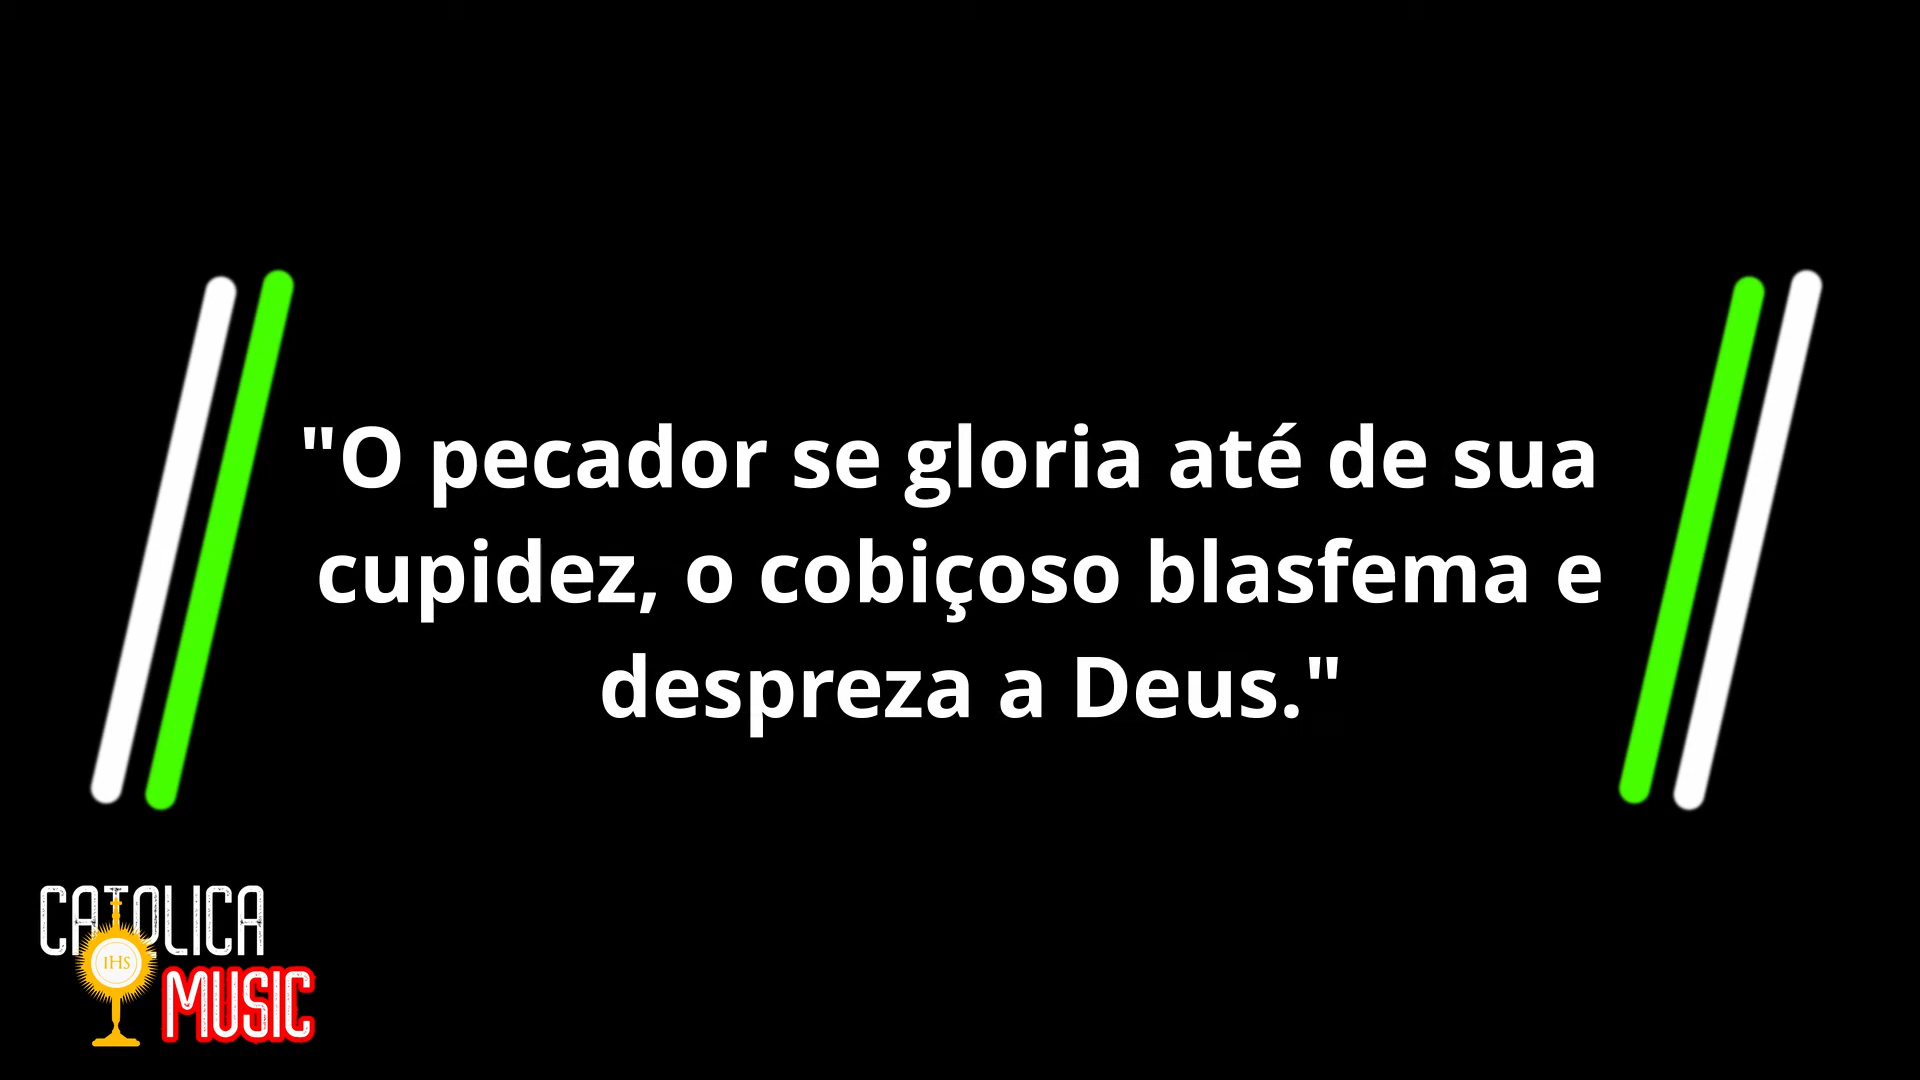 "O pecador se gloria até de sua
cupidez, o cobiçoso blasfema e
despreza a Deus."
CATOLICA
IHS
MUSIC